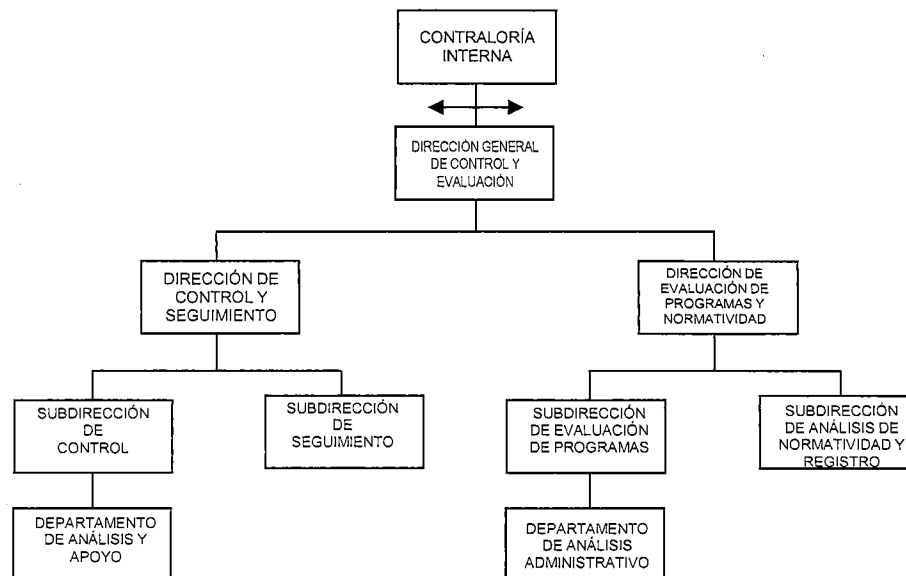 CONTRALORÍA
INTERNA
DIRECCIÓN GENERAL
DE CONTROL Y
EVALUACIÓN
DIRECCIÓN DE
CONTROL Y
SEGUIMIENTO
DIRECCIÓN DE
EVALUACIÓN DE
PROGRAMAS Y
NORMATIVIDAD
SUBDIRECCIÓN
DE
CONTROL
SUBDIRECCIÓN
DE
SEGUIMIENTO
SUBDIRECCIÓN
DE EVALUACIÓN
DE PROGRAMAS
SUBDIRECCIÓN
DE ANÁLISIS DE
NORMATIVIDAD Y
REGISTRO
DEPARTAMENTO
DE ANÁLISIS Y
APOYO
DEPARTAMENTO
DE ANÁLISIS
ADMINISTRATIVO